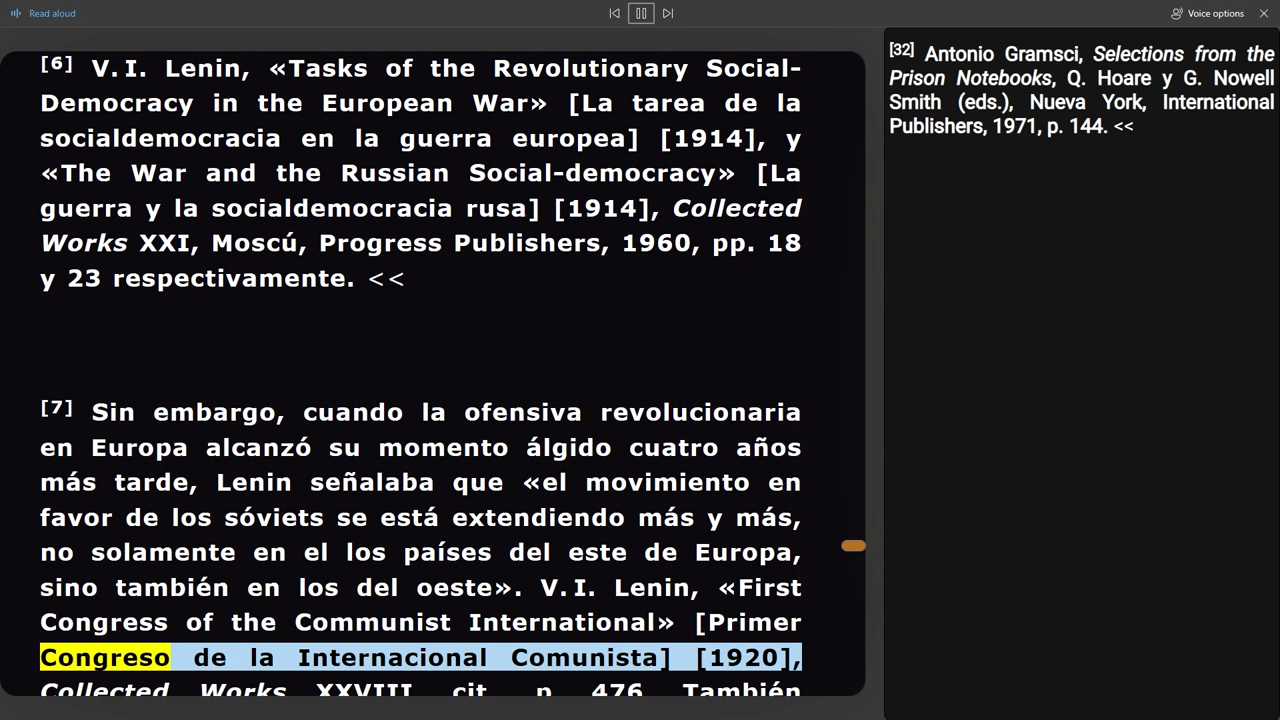 Read aloud
Voice options
[6] V. I. Lenin, «Tasks of the Revolutionary Social-
Democracy in the European War» [La tarea de la
socialdemocracia en la guerra europea] [1914], y
«The War and the Russian Social-democracy» [La
guerra y la socialdemocracia rusa] [1914], Collected
Works XXI, Moscú, Progress Publishers, 1960, pp. 18
y 23 respectivamente. <<
[7] Sin embargo, cuando la ofensiva revolucionaria
en Europa alcanzó su momento álgido cuatro años
más tarde, Lenin señalaba que «el movimiento en
favor de los sóviets se está extendiendo más y más,
no solamente en el los países del este de Europa,
sino también en los del oeste». V. I. Lenin, «First
Congress of the Communist International» [Primer
Congreso de la Internacional Comunista] [1920],
Collected Works XXVIII, cit., p. 476. También
[32] Antonio Gramsci, Selections from the
Prison Notebooks, Q. Hoare y G. Nowell
Smith (eds.), Nueva York, International
Publishers, 1971, p. 144. <<